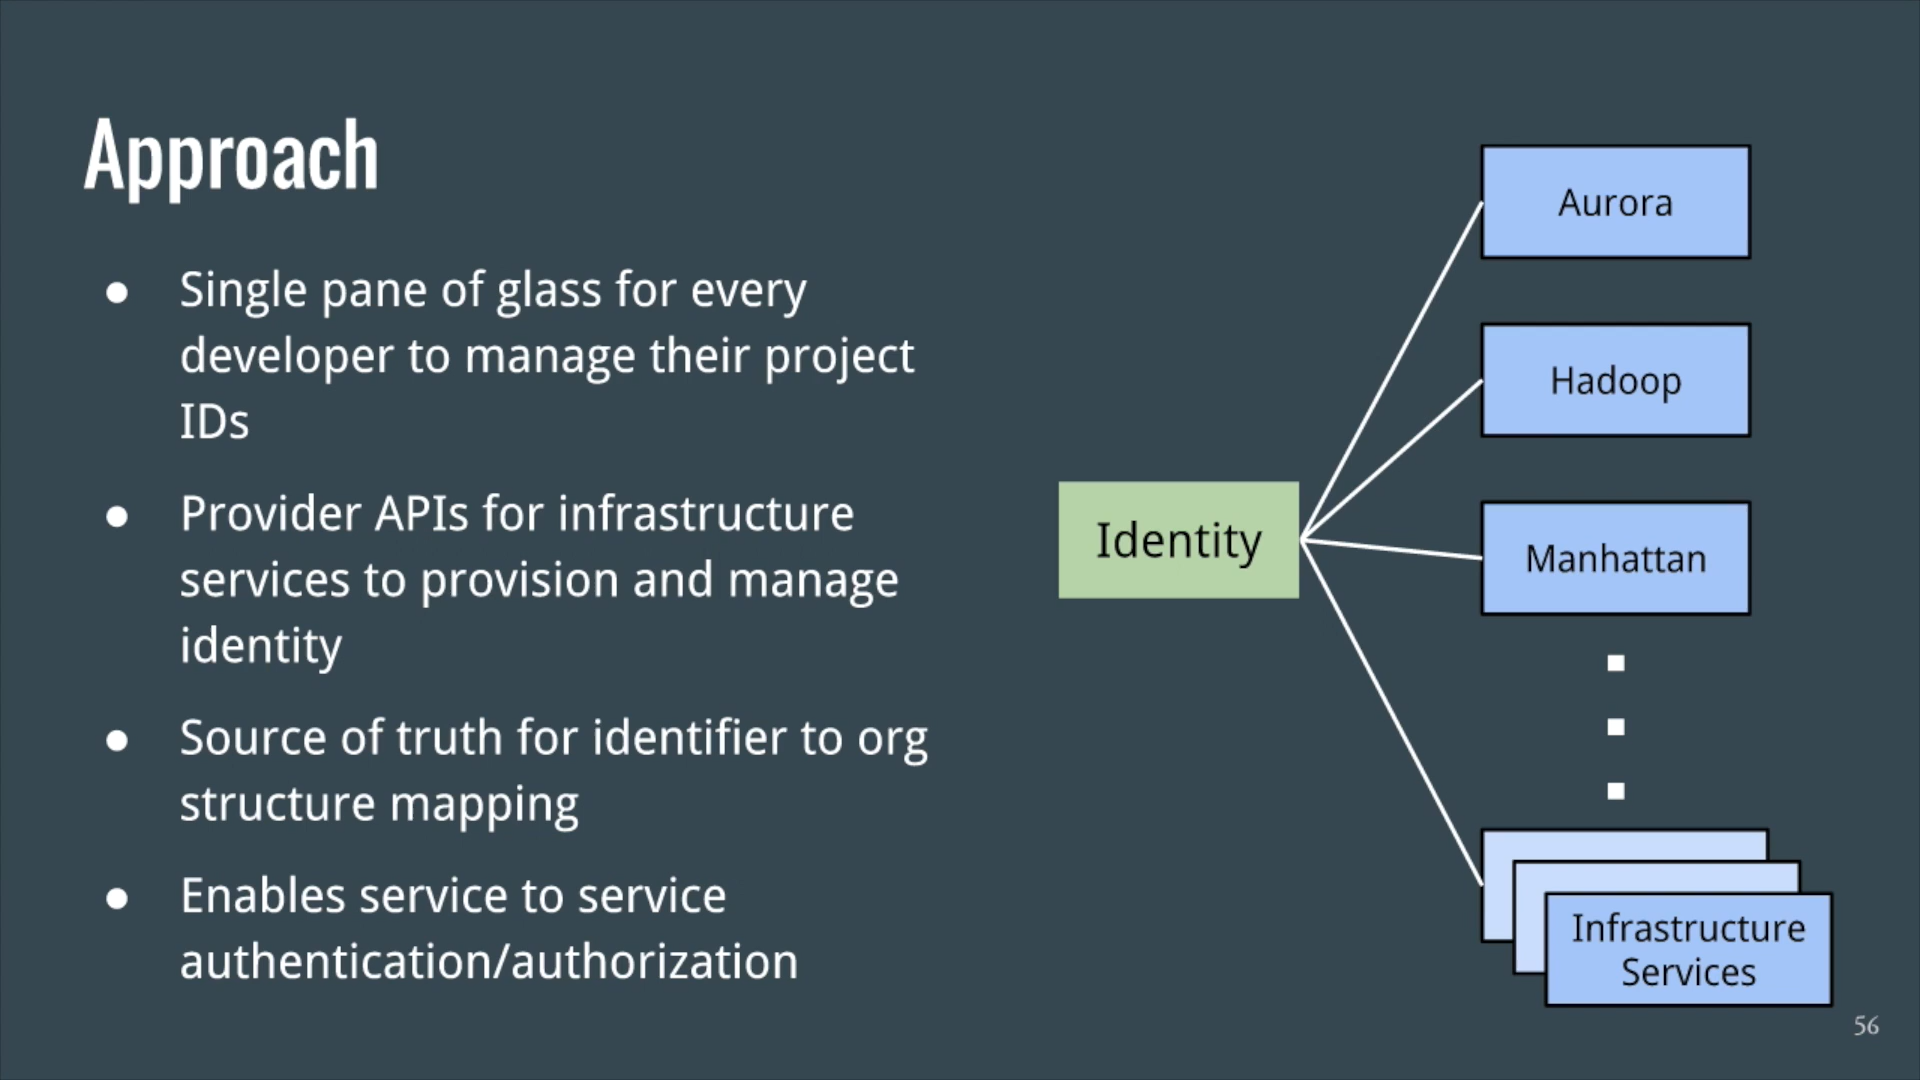 Approach
● Single pane of glass for every
developer to manage their project
IDs
● Provider APIs for infrastructure
services to provision and manage
identity
● Source of truth for identifier to org
structure mapping
● Enables service to service
authentication/authorization
Identity
Aurora
Hadoop
Manhattan
Infrastructure
Services
56